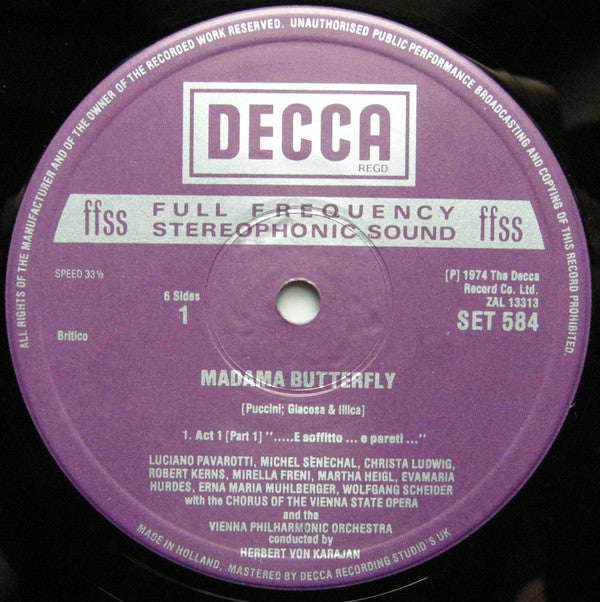 ALL RIGHTS OF THE MANUFACTURER AND OF THE OWNER OF THE RECORDED WORK RESERVED. UNAUTHORISED PUBLIC PERFORMANCE BROADCASTING AND COPYING OF THIS RECORD PROHIBITED.
DECCA
REGD
ffss FULL FREQUENCY STEREOPHONIC SOUND ffss
SPEED 33⅓
[P] 1974 The Decca
Record Co. Ltd.
ZAL 13313
SET 584
6 Sides
1
Britico
MADAMA BUTTERFLY
[Puccini; Giacosa & Illica]
1. Act 1 [Part 1] ".....E soffitto ... e pareti ..."
LUCIANO PAVAROTTI, MICHEL SENECHAL, CHRISTA LUDWIG,
ROBERT KERNS, MIRELLA FRENI, MARTHA HEIGL, EVAMARIA
HURDES, ERNA MARIA MUHLBERGER, WOLFGANG SCHEIDER
with the CHORUS OF THE VIENNA STATE OPERA
and the
VIENNA PHILHARMONIC ORCHESTRA
conducted by
HERBERT VON KARAJAN
MADE IN HOLLAND. MASTERED BY DECCA RECORDING STUDIO'S UK